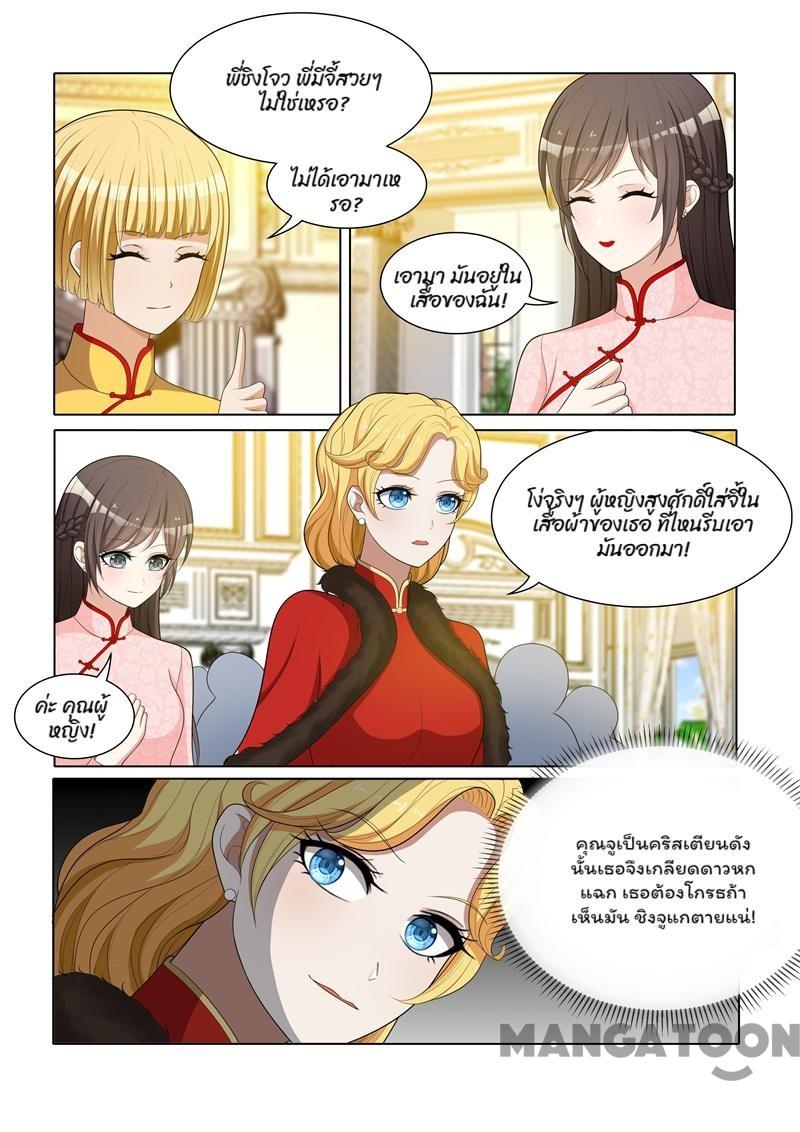 พี่ชิงโจว พี่มีจี้สวยๆ
ไม่ใช่เหรอ?
ไม่ได้เอามาเห
รอ?
เอามา มันอยู่ใน
เสื้อของฉัน!
โง่จริงๆ ผู้หญิงสูงศักดิ์ใส่จี้ใน
เสื้อผ้าของเธอ ที่ไหนรีบเอา
มันออกมา!
ค่ะ คุณผู้
หญิง!
คุณจูเป็นคริสเตียนดัง
นั้นเธอจึงเกลียดดาวหก
แฉก เธอต้องโกรธถ้า
เห็นมัน ชิงจูแกตายแน่!
MANGATOON